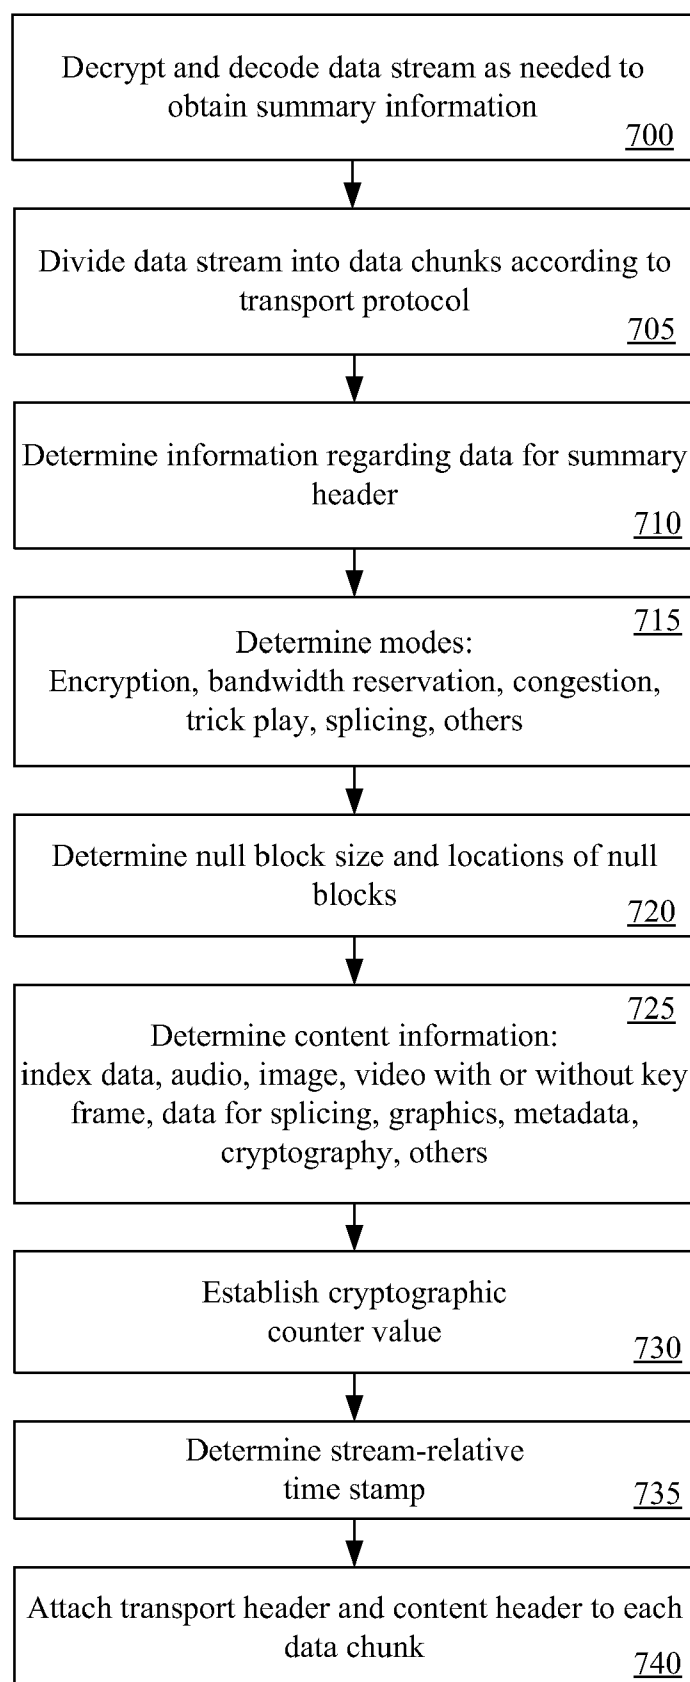 Decrypt and decode data stream as needed to
obtain summary information
700
Divide data stream into data chunks according to
transport protocol
705
Determine information regarding data for summary
header
710
715
Determine modes:
Encryption, bandwidth reservation, congestion,
trick play, splicing, others
Determine null block size and locations of null
blocks
720
725
Determine content information:
index data, audio, image, video with or without key
frame, data for splicing, graphics, metadata,
cryptography, others
Establish cryptographic
counter value
730
Determine stream-relative
time stamp
735
Attach transport header and content header to each
data chunk
740